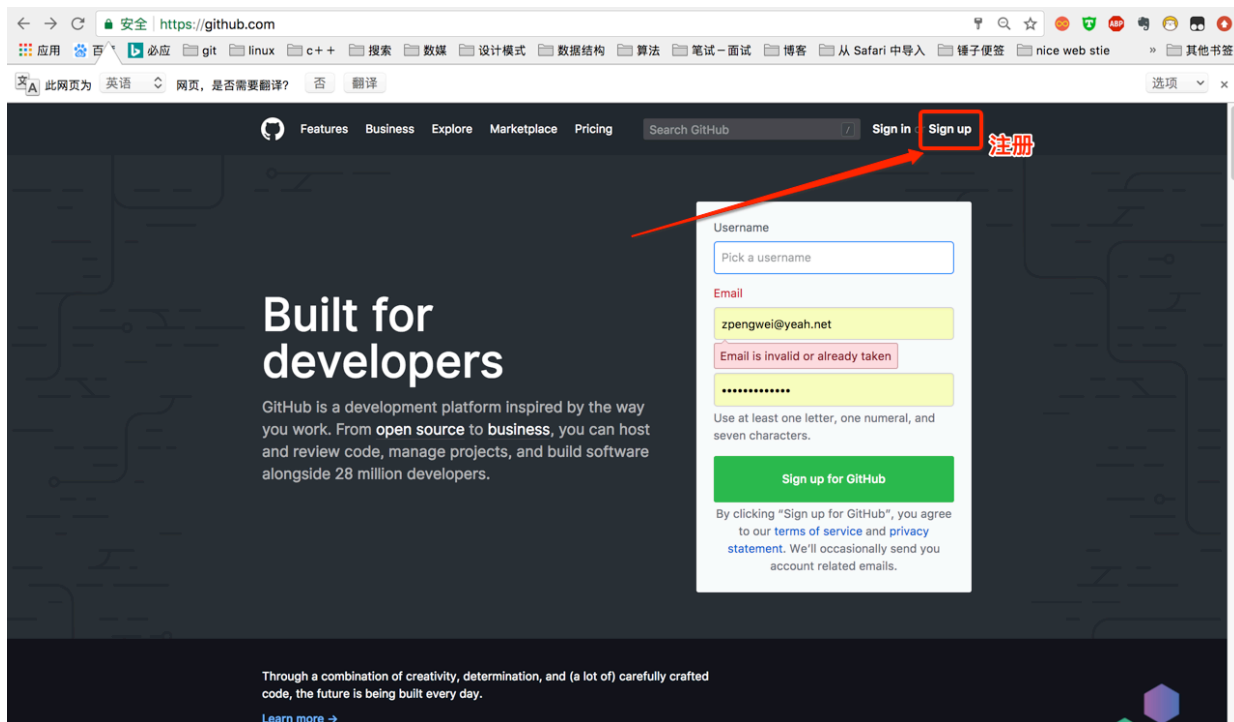 安全 https://github.com
应用 百 必应 git linux c++ 搜索 数媒 设计模式 数据结构 算法 笔试-面试 博客 从 Safari 中导入 锤子便签 nice web stie » 其他书签
此网页为 英语 网页，是否需要翻译? 否 翻译 选项
Features Business Explore Marketplace Pricing Search GitHub / Sign in or Sign up
注册
Username
Pick a username
Email
zpengwei@yeah.net
Email is invalid or already taken
•••••••••••••
Use at least one letter, one numeral, and
seven characters.
Sign up for GitHub
By clicking “Sign up for GitHub”, you agree
to our terms of service and privacy
statement. We’ll occasionally send you
account related emails.
Built for
developers
GitHub is a development platform inspired by the way
you work. From open source to business, you can host
and review code, manage projects, and build software
alongside 28 million developers.
Through a combination of creativity, determination, and (a lot of) carefully crafted
code, the future is being built every day.
Learn more →